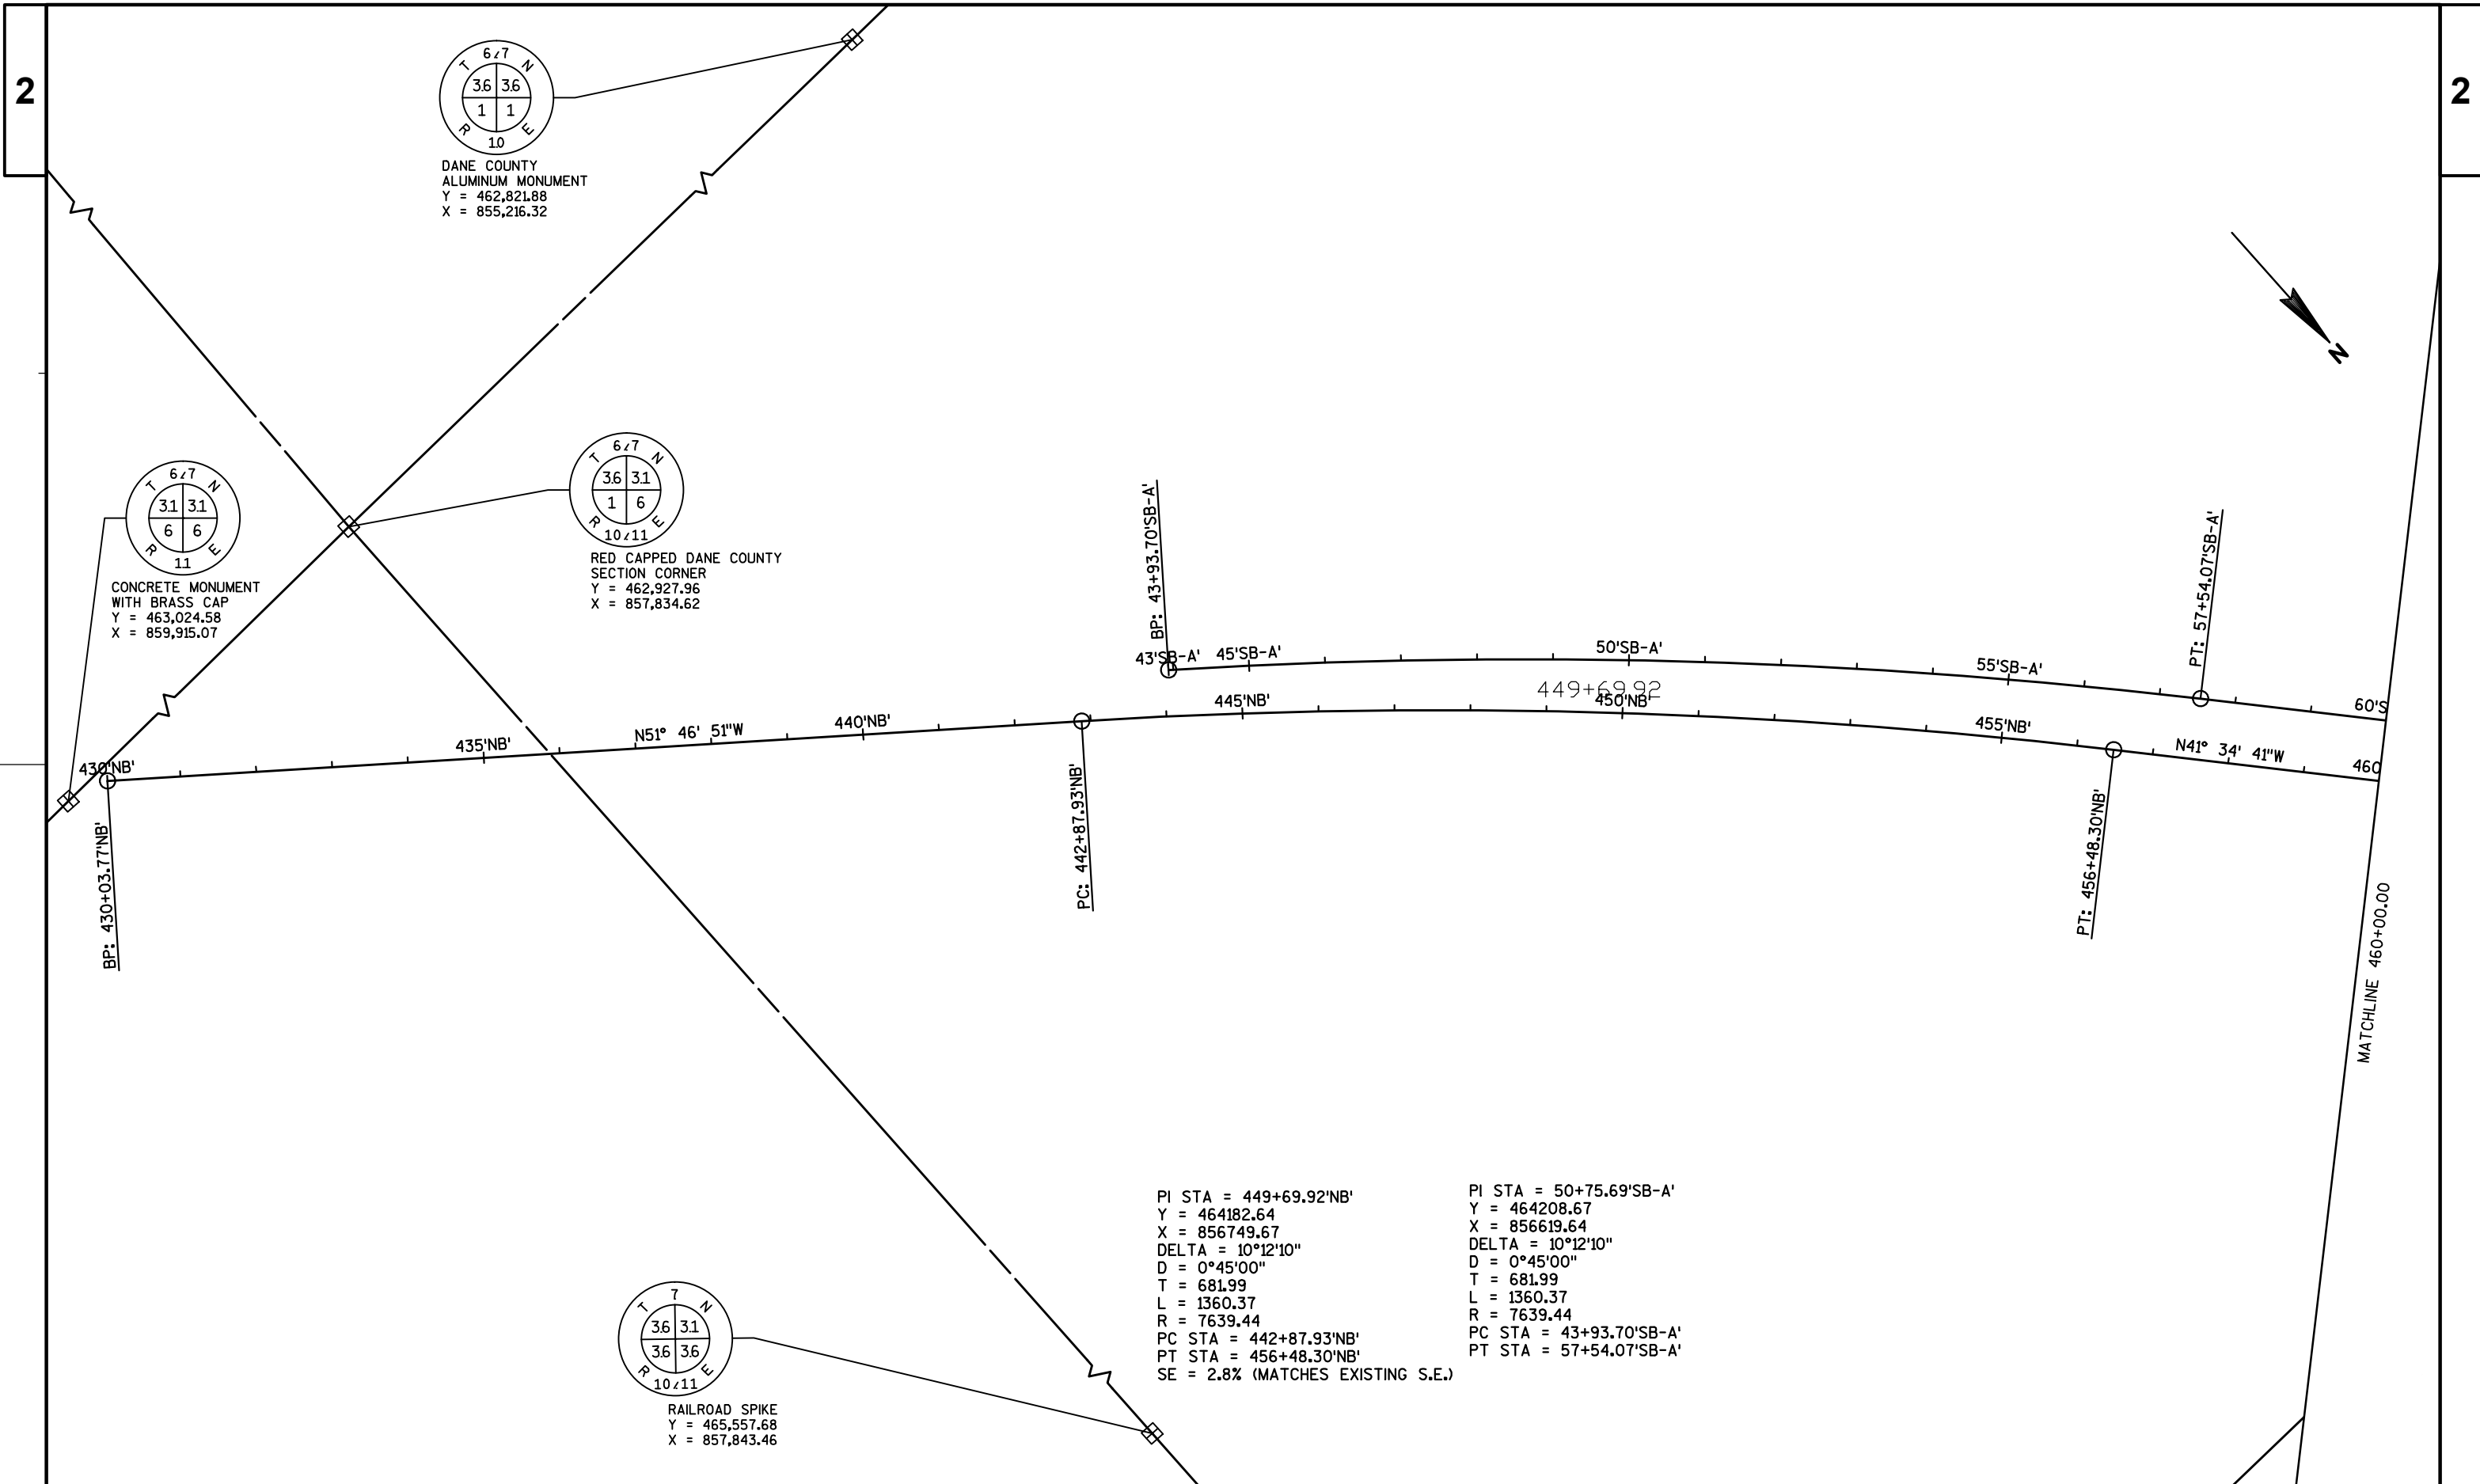 2
2
T 6/7 N
3.6 3.6
1 1
R 10 E
DANE COUNTY
ALUMINUM MONUMENT
Y = 462,821.88
X = 855,216.32
N
T 6/7 N
3.1 3.1
6 6
R 11 E
CONCRETE MONUMENT
WITH BRASS CAP
Y = 463,024.58
X = 859,915.07
T 6/7 N
3.6 3.1
1 6
R 10/11 E
RED CAPPED DANE COUNTY
SECTION CORNER
Y = 462,927.96
X = 857,834.62
BP: 43+93.70'SB-A'
PT: 57+54.07'SB-A'
43'SB-A'
45'SB-A'
50'SB-A'
55'SB-A'
60'S
449+69.92
430'NB'
435'NB'
N51° 46' 51"W
440'NB'
445'NB'
450'NB'
455'NB'
N41° 34' 41"W
460
BP: 430+03.77'NB'
PC: 442+87.93'NB'
PT: 456+48.30'NB'
MATCHLINE 460+00.00
PI STA = 449+69.92'NB'
Y = 464182.64
X = 856749.67
DELTA = 10°12'10"
D = 0°45'00"
T = 681.99
L = 1360.37
R = 7639.44
PC STA = 442+87.93'NB'
PT STA = 456+48.30'NB'
SE = 2.8% (MATCHES EXISTING S.E.)
PI STA = 50+75.69'SB-A'
Y = 464208.67
X = 856619.64
DELTA = 10°12'10"
D = 0°45'00"
T = 681.99
L = 1360.37
R = 7639.44
PC STA = 43+93.70'SB-A'
PT STA = 57+54.07'SB-A'
T 7 N
3.6 3.1
3.6 3.6
R 10/11 E
RAILROAD SPIKE
Y = 465,557.68
X = 857,843.46